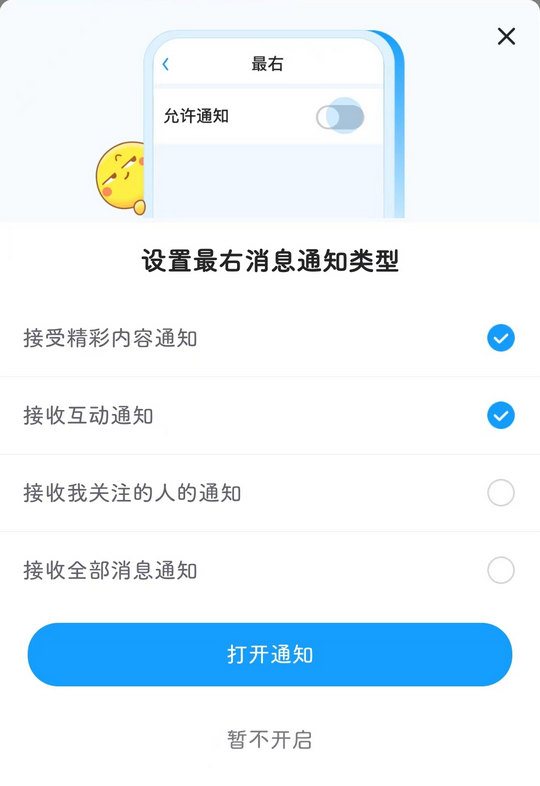 最右
允许通知
设置最右消息通知类型
接受精彩内容通知
接收互动通知
接收我关注的人的通知
接收全部消息通知
打开通知
暂不开启